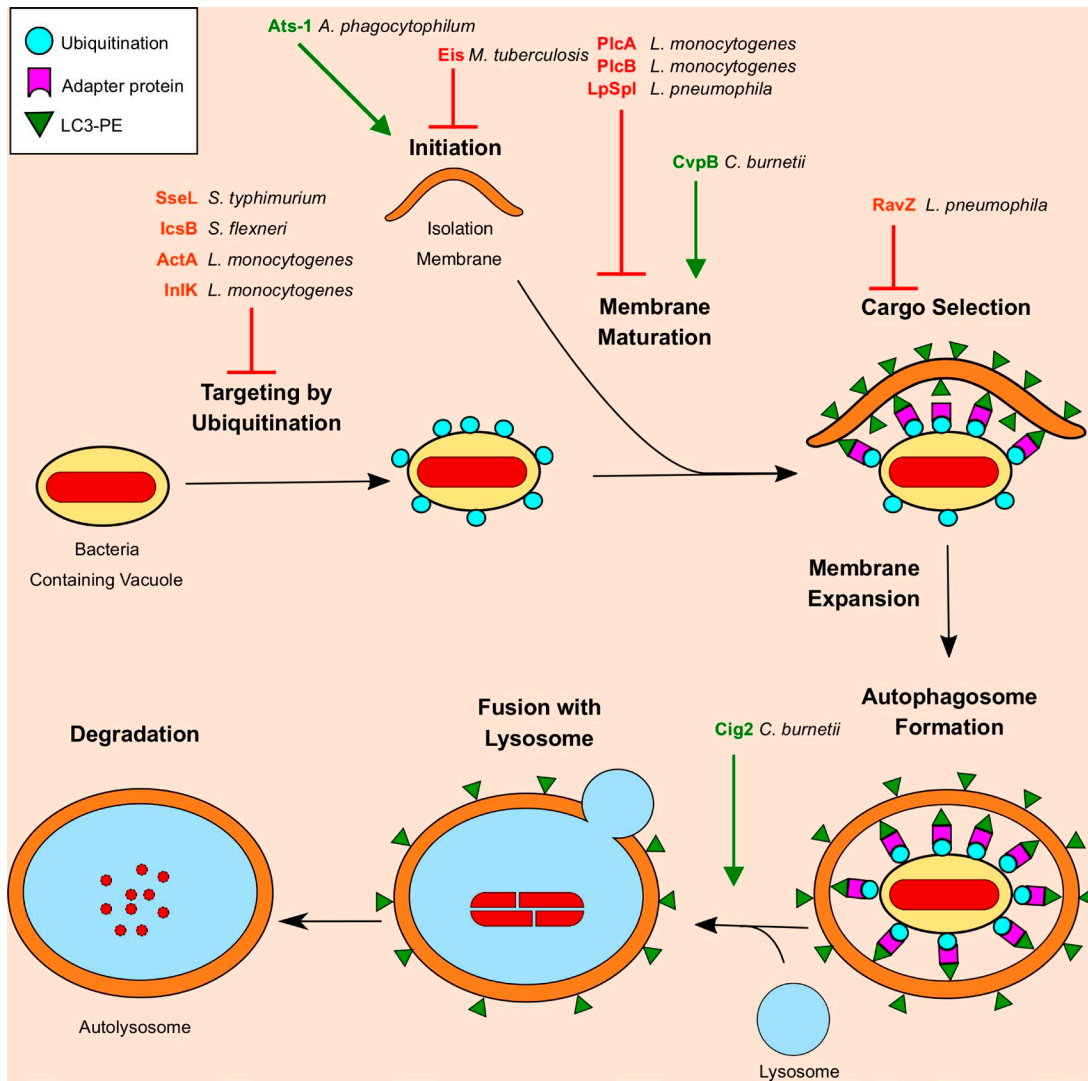 Ubiquitination
Adapter protein
LC3-PE
Ats-1 A. phagocytophilum
Eis M. tuberculosis
PlcA L. monocytogenes
PlcB L. monocytogenes
LpSpl L. pneumophila
Initiation
Isolation
Membrane
CvpB C. burnetii
SseL S. typhimurium
IcsB S. flexneri
ActA L. monocytogenes
InlK L. monocytogenes
RavZ L. pneumophila
Membrane
Maturation
Cargo Selection
Targeting by
Ubiquitination
Bacteria
Containing Vacuole
Membrane
Expansion
Autophagosome
Formation
Cig2 C. burnetii
Fusion with
Lysosome
Degradation
Autolysosome
Lysosome